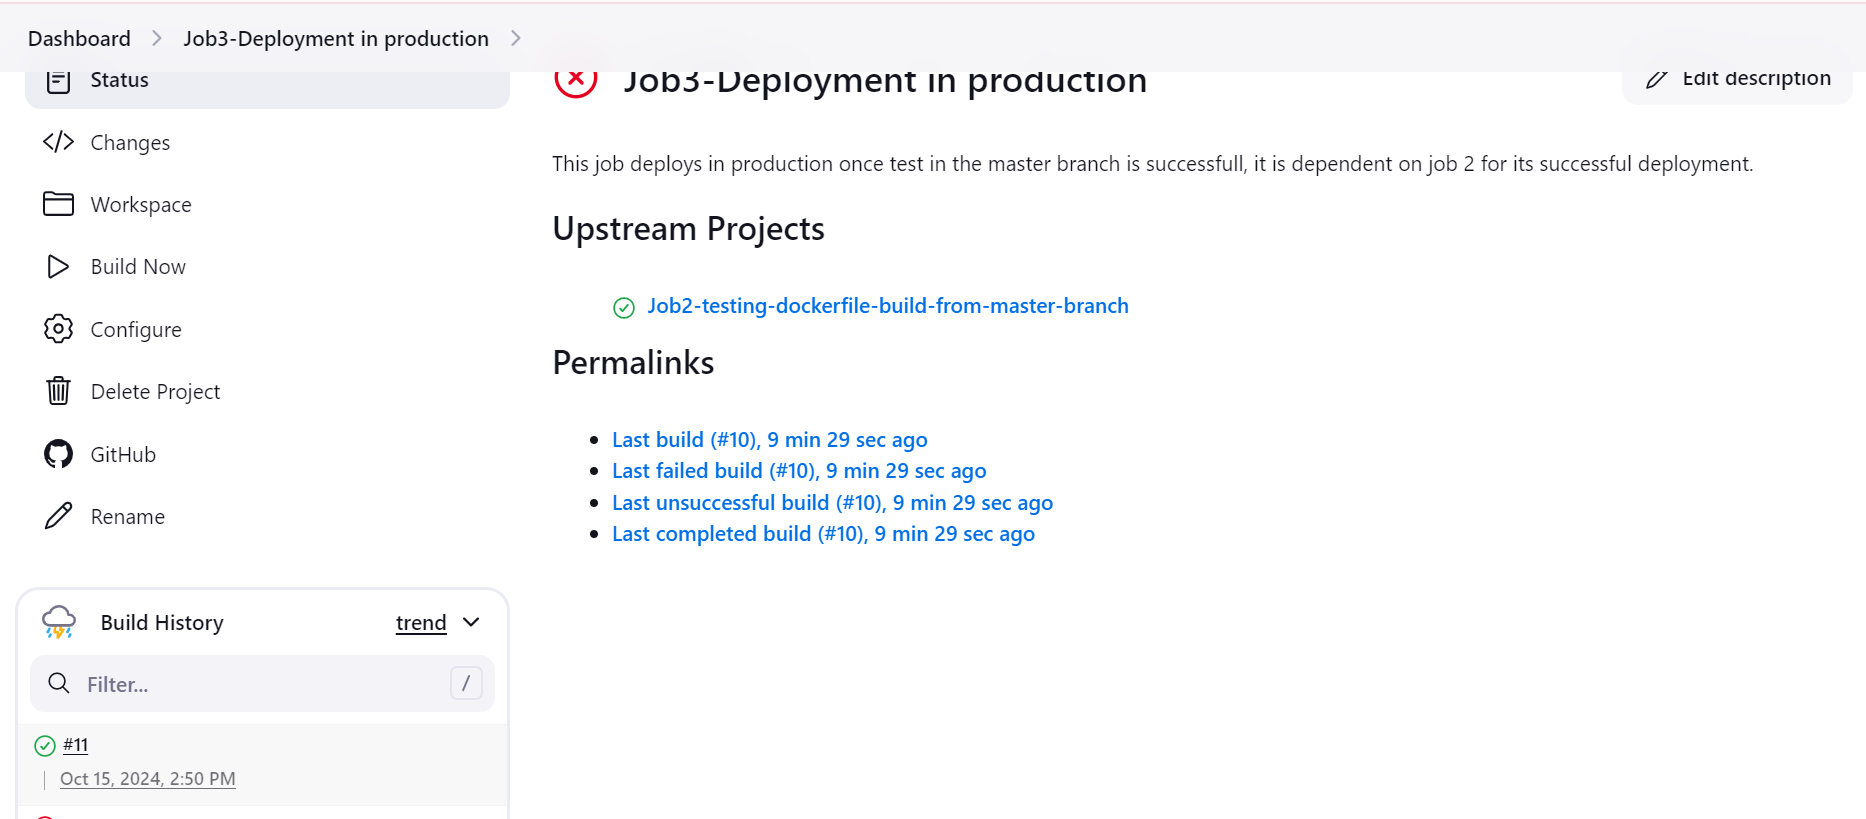 Dashboard
Job3-Deployment in production
Status
Changes
Workspace
Build Now
Configure
Delete Project
GitHub
Rename
Build History
trend
Filter...
/
#11
Oct 15, 2024, 2:50 PM
Job3-Deployment in production
Edit description
This job deploys in production once test in the master branch is successfull, it is dependent on job 2 for its successful deployment.
Upstream Projects
Job2-testing-dockerfile-build-from-master-branch
Permalinks
Last build (#10), 9 min 29 sec ago
Last failed build (#10), 9 min 29 sec ago
Last unsuccessful build (#10), 9 min 29 sec ago
Last completed build (#10), 9 min 29 sec ago